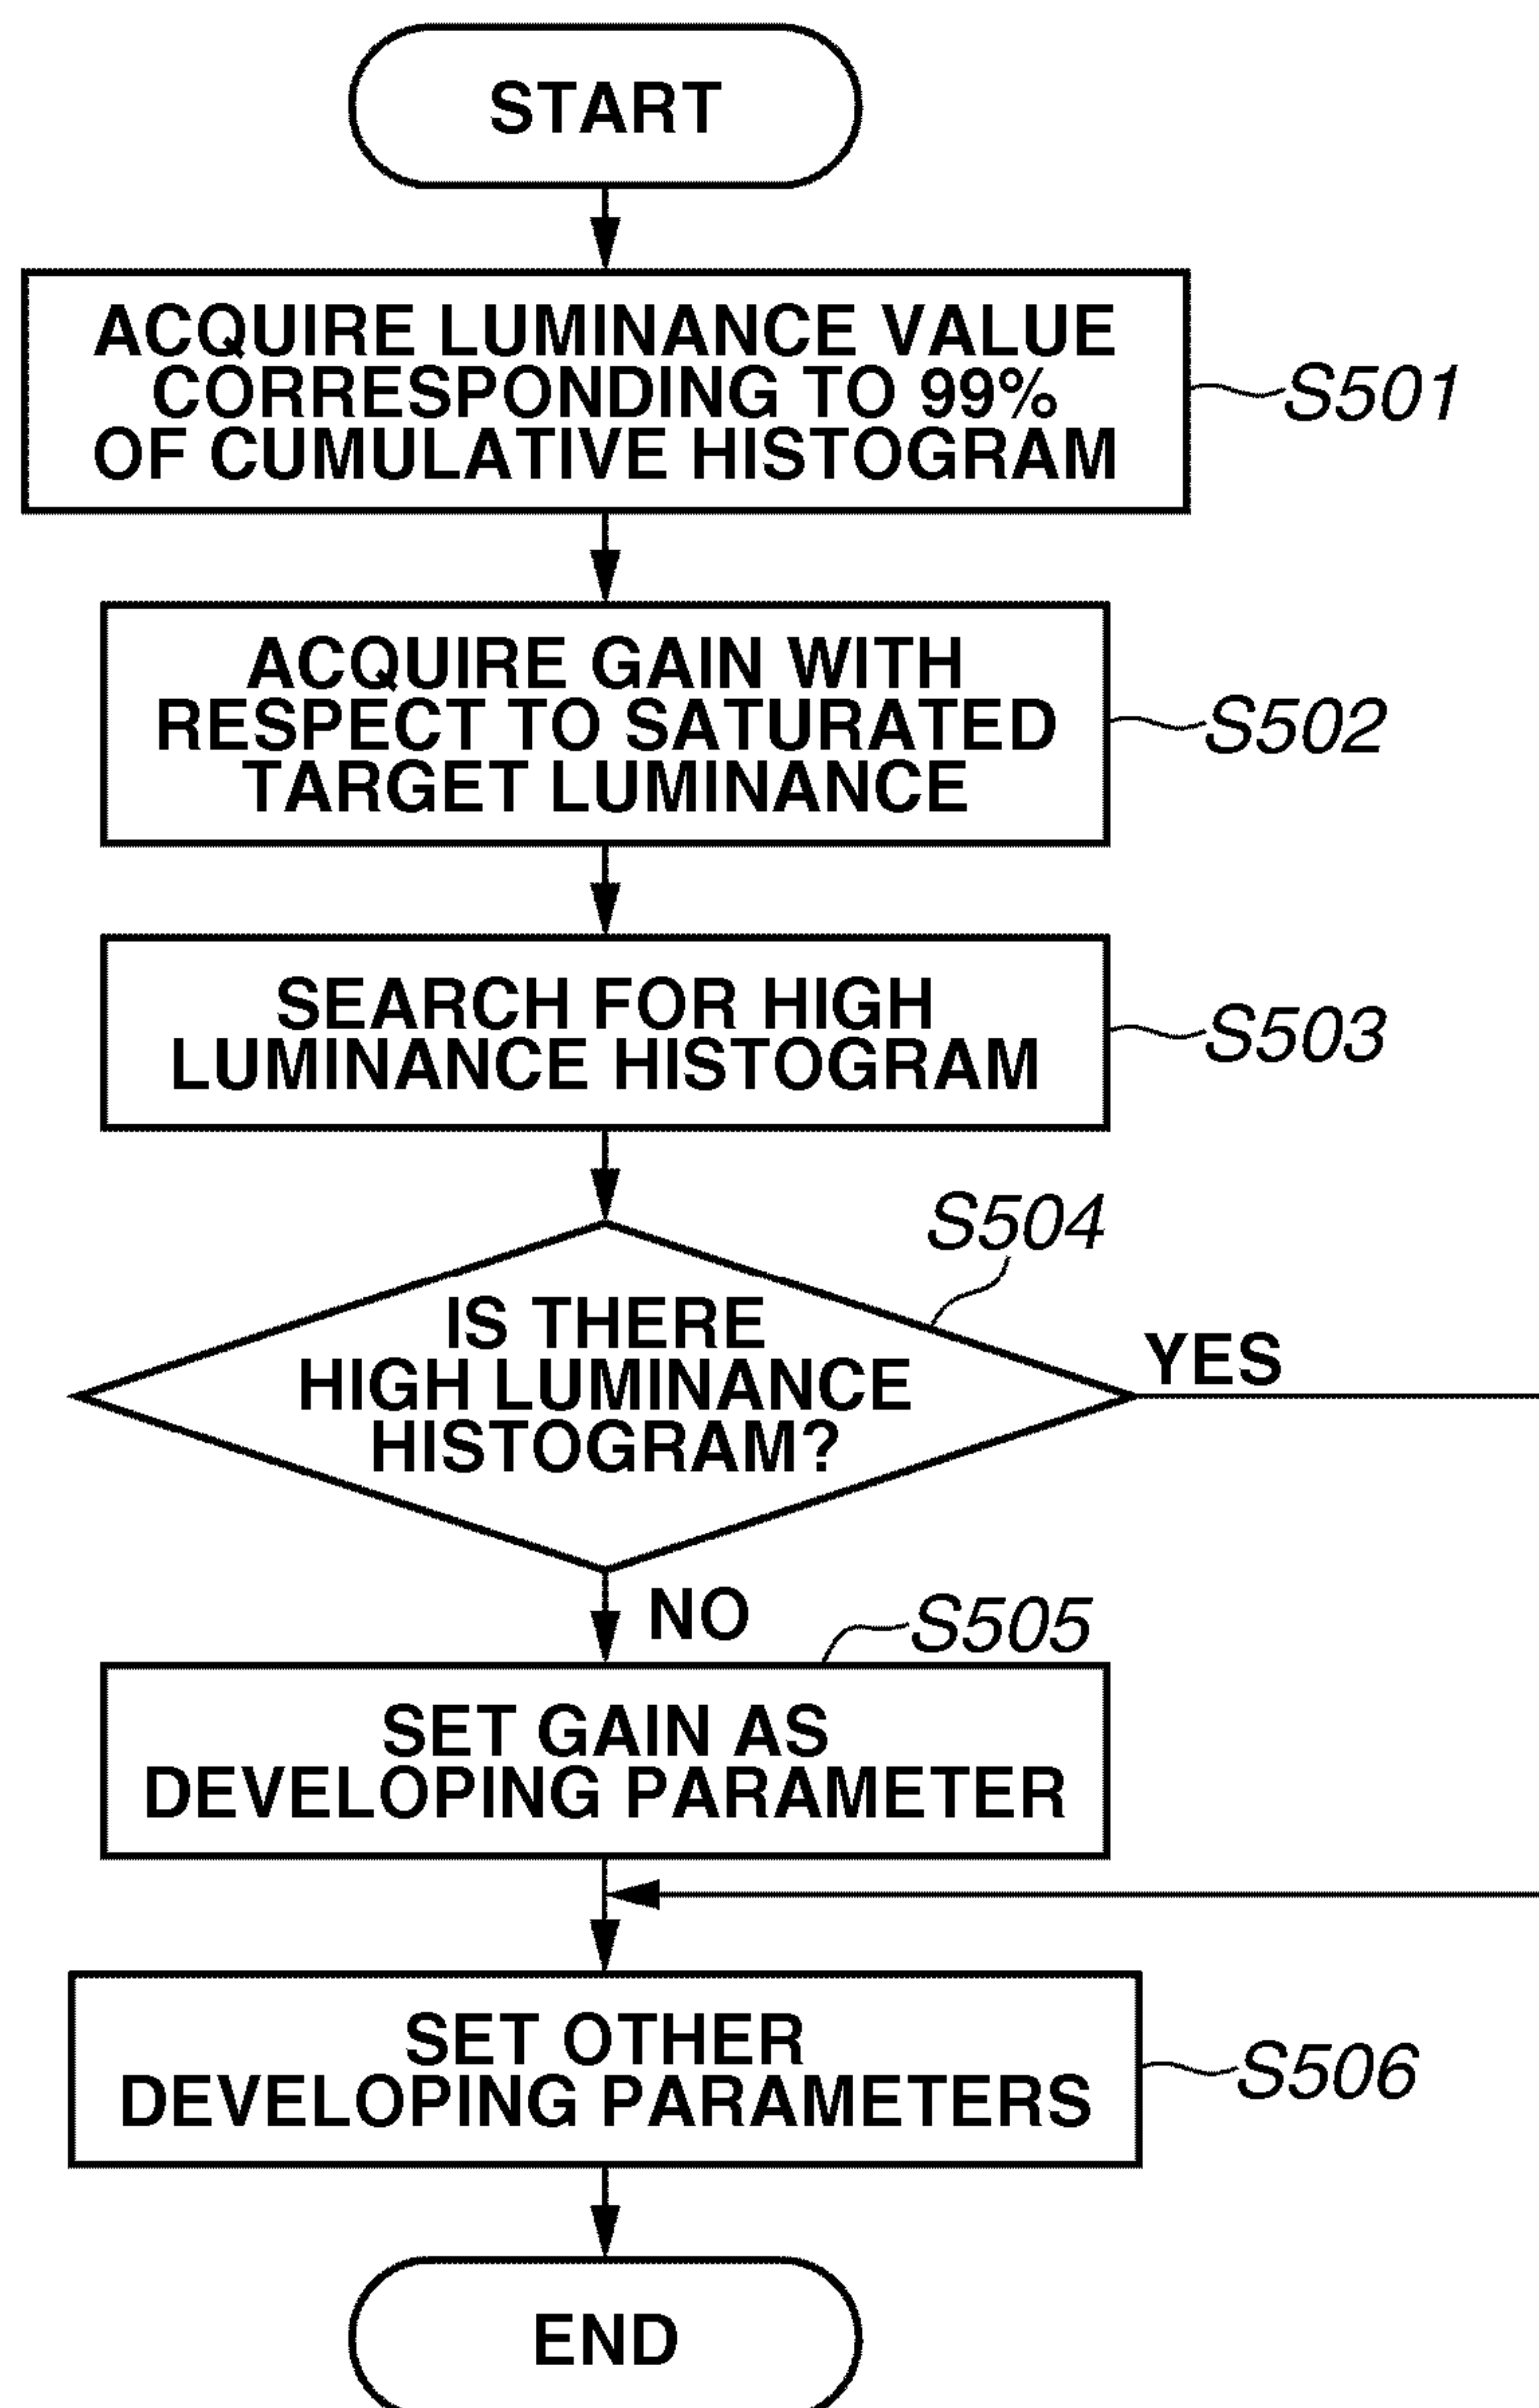 START
ACQUIRE LUMINANCE VALUE
CORRESPONDING TO 99%
OF CUMULATIVE HISTOGRAM
S501
ACQUIRE GAIN WITH
RESPECT TO SATURATED
TARGET LUMINANCE
S502
SEARCH FOR HIGH
LUMINANCE HISTOGRAM
S503
S504
IS THERE
HIGH LUMINANCE
HISTOGRAM?
YES
NO
S505
SET GAIN AS
DEVELOPING PARAMETER
SET OTHER
DEVELOPING PARAMETERS
S506
END